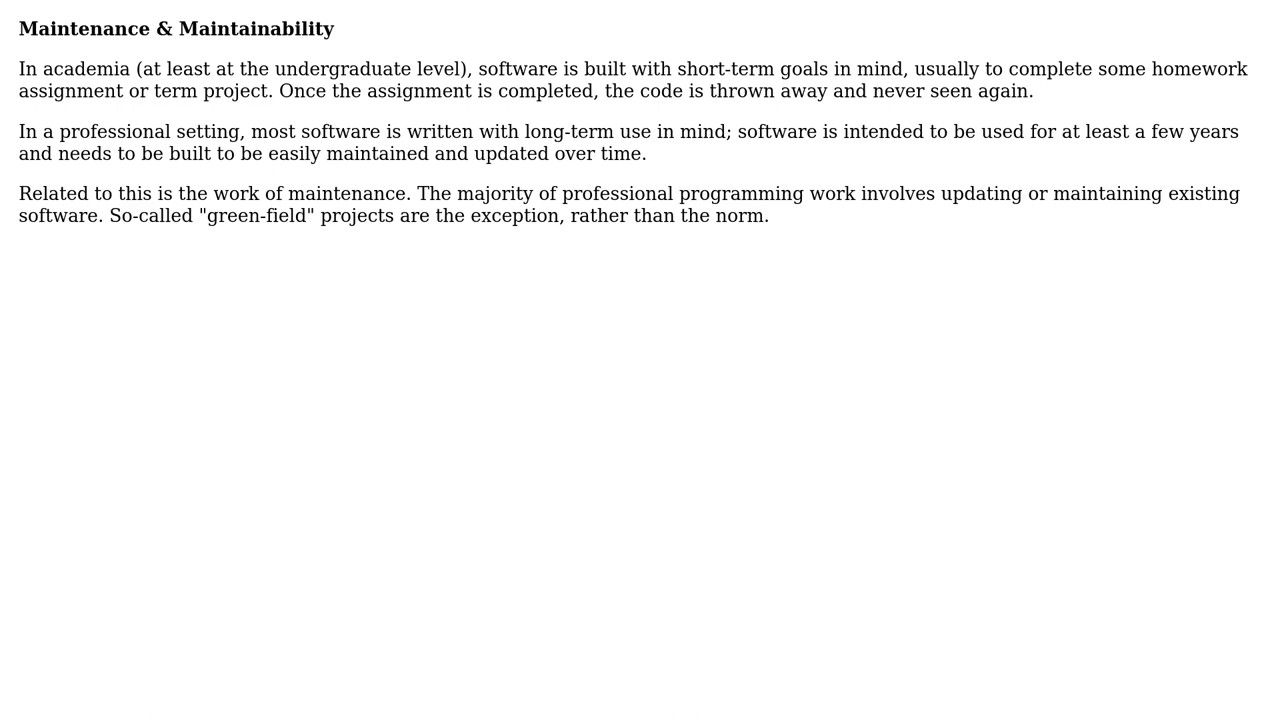 Maintenance & Maintainability
In academia (at least at the undergraduate level), software is built with short-term goals in mind, usually to complete some homework
assignment or term project. Once the assignment is completed, the code is thrown away and never seen again.
In a professional setting, most software is written with long-term use in mind; software is intended to be used for at least a few years
and needs to be built to be easily maintained and updated over time.
Related to this is the work of maintenance. The majority of professional programming work involves updating or maintaining existing
software. So-called "green-field" projects are the exception, rather than the norm.